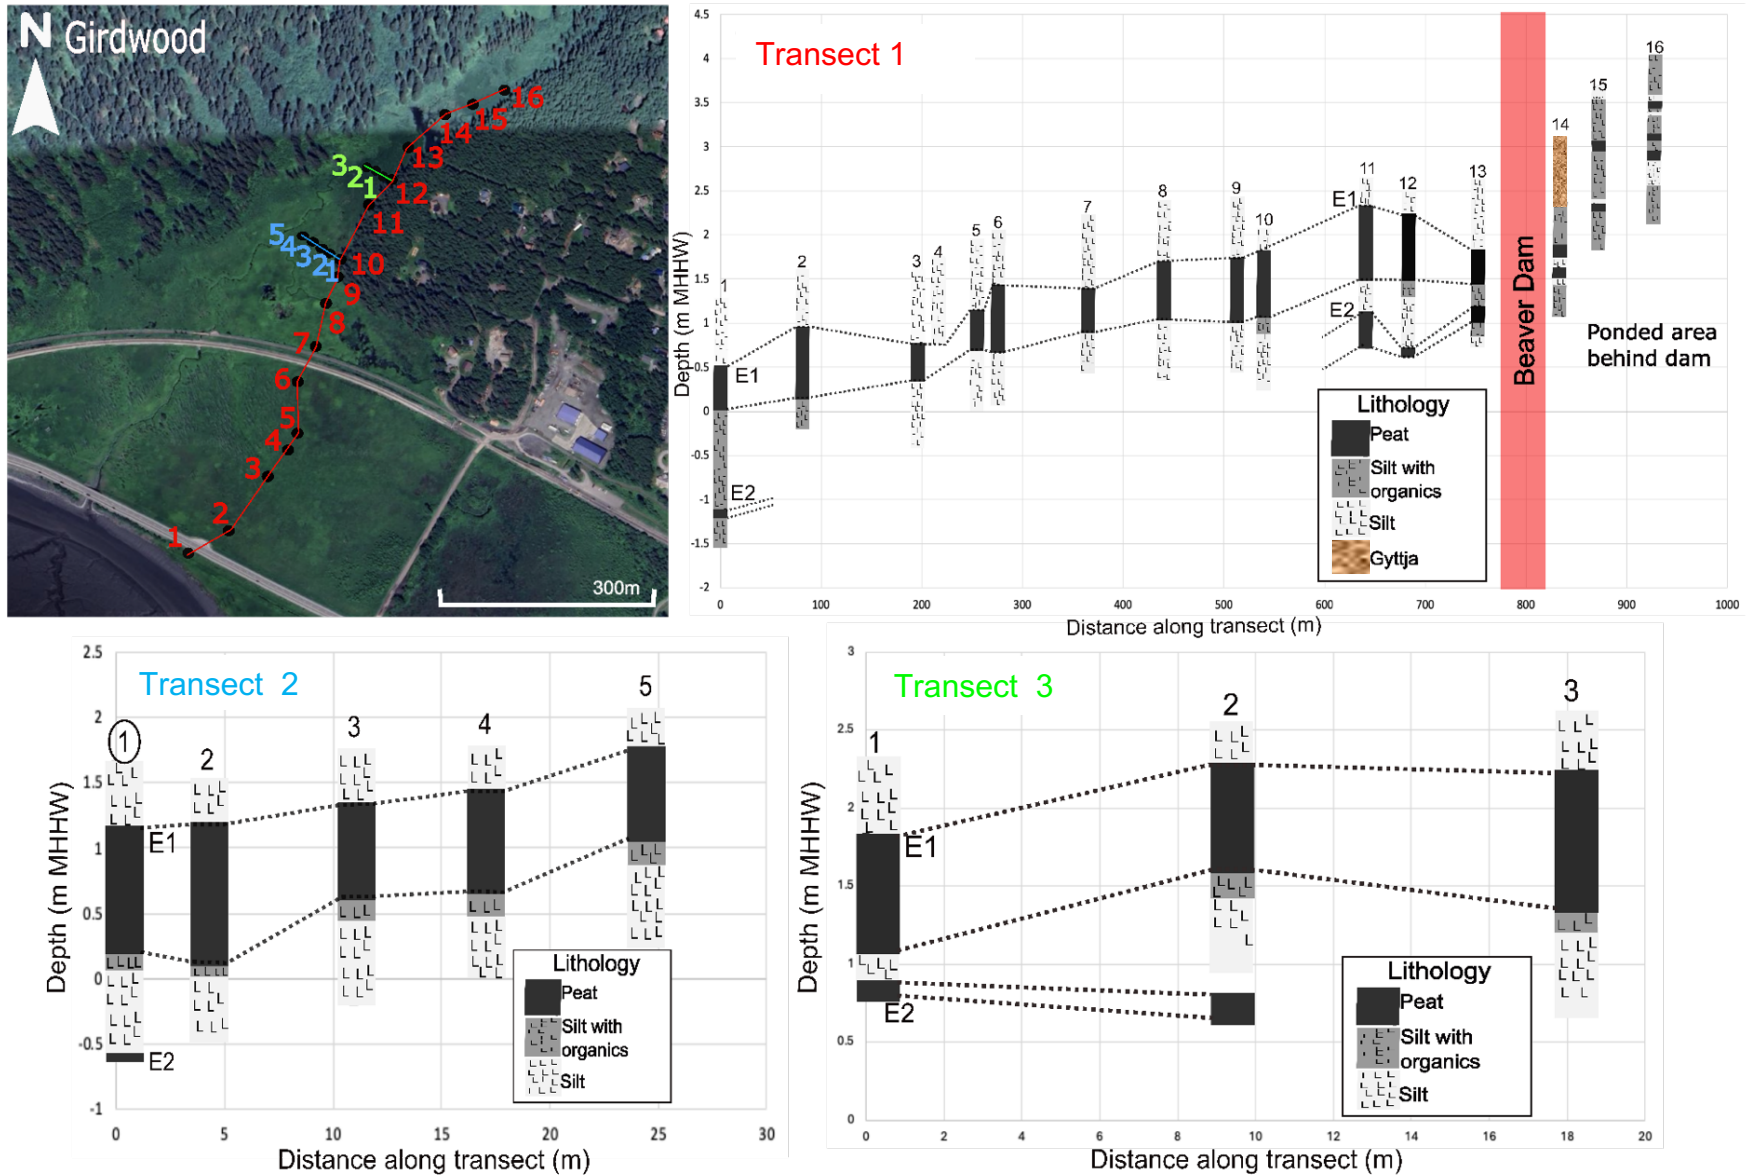 N Girdwood
16
15
14
13
3
2
1
12
11
5
4
3
2
1
10
9
8
7
6
5
4
3
2
1
300m
Transect 1
Depth (m MHHW)
4.5
4
3.5
3
2.5
2
1.5
1
0.5
0
-0.5
-1
-1.5
-2
1
2
3
4
5
6
7
8
9
10
11
12
13
14
15
16
E1
E2
E1
E2
Beaver Dam
Ponded area
behind dam
Lithology
Peat
Silt with
organics
Silt
Gyttja
0 100 200 300 400 500 600 700 800 900 1000
Distance along transect (m)
Transect 2
Depth (m MHHW)
2.5
2
1.5
1
0.5
0
-0.5
-1
1
2
3
4
5
E1
E2
Lithology
Peat
Silt with
organics
Silt
0 5 10 15 20 25 30
Distance along transect (m)
Transect 3
Depth (m MHHW)
3
2.5
2
1.5
1
0.5
0
1
2
3
E1
E2
Lithology
Peat
Silt with
organics
Silt
0 2 4 6 8 10 12 14 16 18 20
Distance along transect (m)